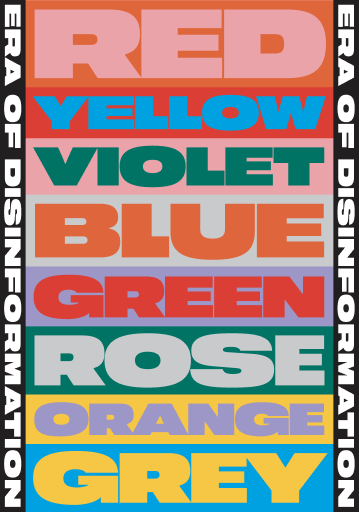 ERA OF DISINFORMATION
RED
YELLOW
VIOLET
BLUE
GREEN
ROSE
ORANGE
GREY
ERA OF DISINFORMATION